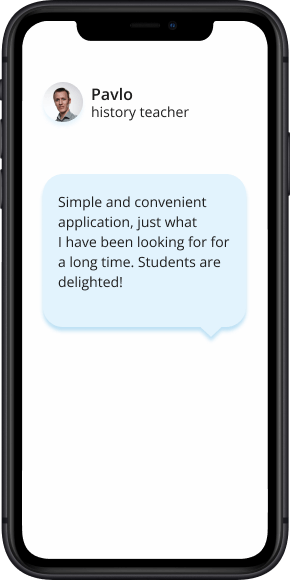 Pavlo
history teacher
Simple and convenient
application, just what
I have been looking for for
a long time. Students are
delighted!